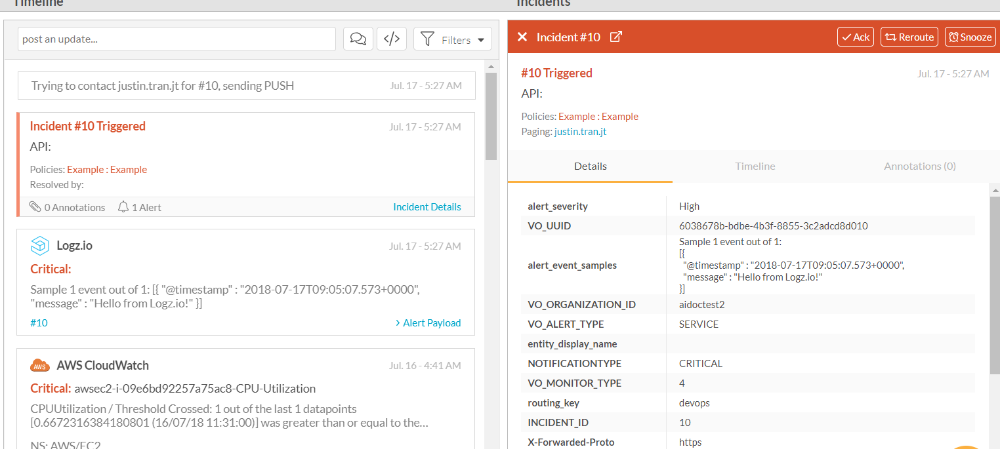 Timeline
post an update...
Filters
Trying to contact justin.tran.jt for #10, sending PUSH
Jul. 17 - 5:27 AM
Incident #10 Triggered
Jul. 17 - 5:27 AM
API:
Policies: Example : Example
Resolved by:
0 Annotations
1 Alert
Incident Details
Logz.io
Jul. 17 - 5:27 AM
Critical:
Sample 1 event out of 1: [{ "@timestamp" : "2018-07-17T09:05:07.573+0000",
"message" : "Hello from Logz.io!" }]
#10
> Alert Payload
AWS
AWS CloudWatch
Jul. 16 - 4:41 AM
Critical: awsec2-i-09e6bd92257a75ac8-CPU-Utilization
CPUUtilization / Threshold Crossed: 1 out of the last 1 datapoints
[0.6672316384180801 (16/07/18 11:31:00)] was greater than or equal to the...
NS: AWS/EC2
Incidents
Incident #10
Ack
Reroute
Snooze
#10 Triggered
Jul. 17 - 5:27 AM
API:
Policies: Example : Example
Paging: justin.tran.jt
Details
Timeline
Annotations (0)
alert_severity High
VO_UUID 6038678b-bdbe-4b3f-8855-3c2adcd8d010
alert_event_samples
Sample 1 event out of 1:
[{
"@timestamp" : "2018-07-17T09:05:07.573+0000",
"message" : "Hello from Logz.io!"
}]
VO_ORGANIZATION_ID aidoctest2
VO_ALERT_TYPE SERVICE
entity_display_name
NOTIFICATIONTYPE CRITICAL
VO_MONITOR_TYPE 4
routing_key devops
INCIDENT_ID 10
X-Forwarded-Proto https